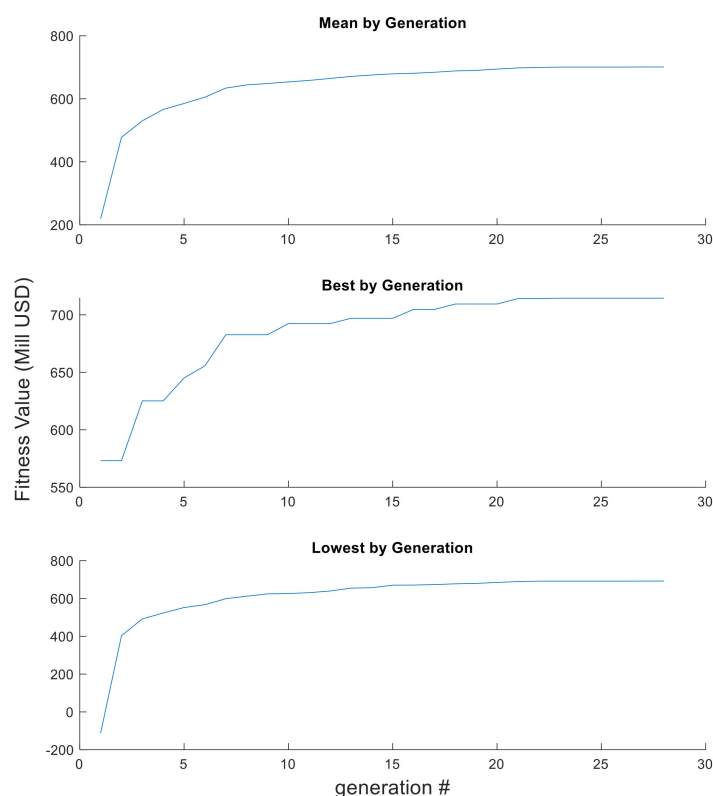 Mean by Generation
800
600
400
200
0 5 10 15 20 25 30
Best by Generation
700
650
600
550
0 5 10 15 20 25 30
Fitness Value (Mill USD)
Lowest by Generation
800
600
400
200
0
-200
0 5 10 15 20 25 30
generation #